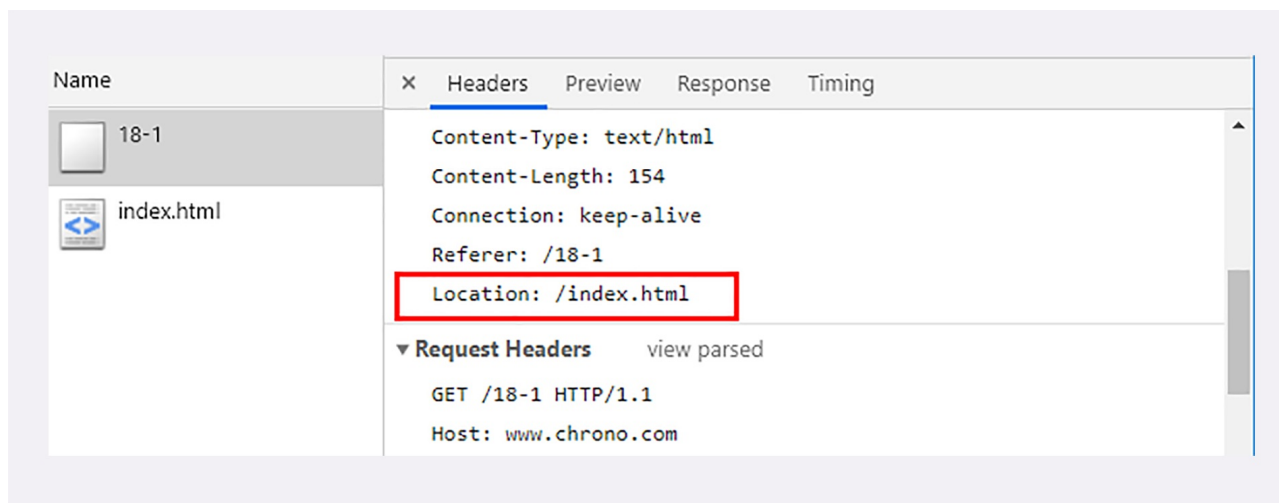 Name
× Headers Preview Response Timing
18-1
index.html
Content-Type: text/html
Content-Length: 154
Connection: keep-alive
Referer: /18-1
Location: /index.html
▼ Request Headers view parsed
GET /18-1 HTTP/1.1
Host: www.chrono.com